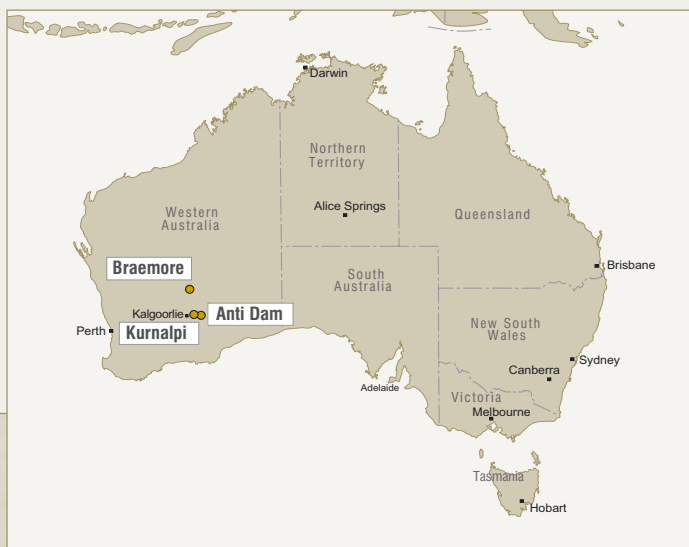 Darwin
Northern
Territory
Alice Springs
Western
Australia
Queensland
Braemore
South
Australia
Brisbane
Kalgoorlie
Anti Dam
Perth
Kurnalpi
New South
Wales
Sydney
Canberra
Adelaide
Victoria
Melbourne
Tasmania
Hobart